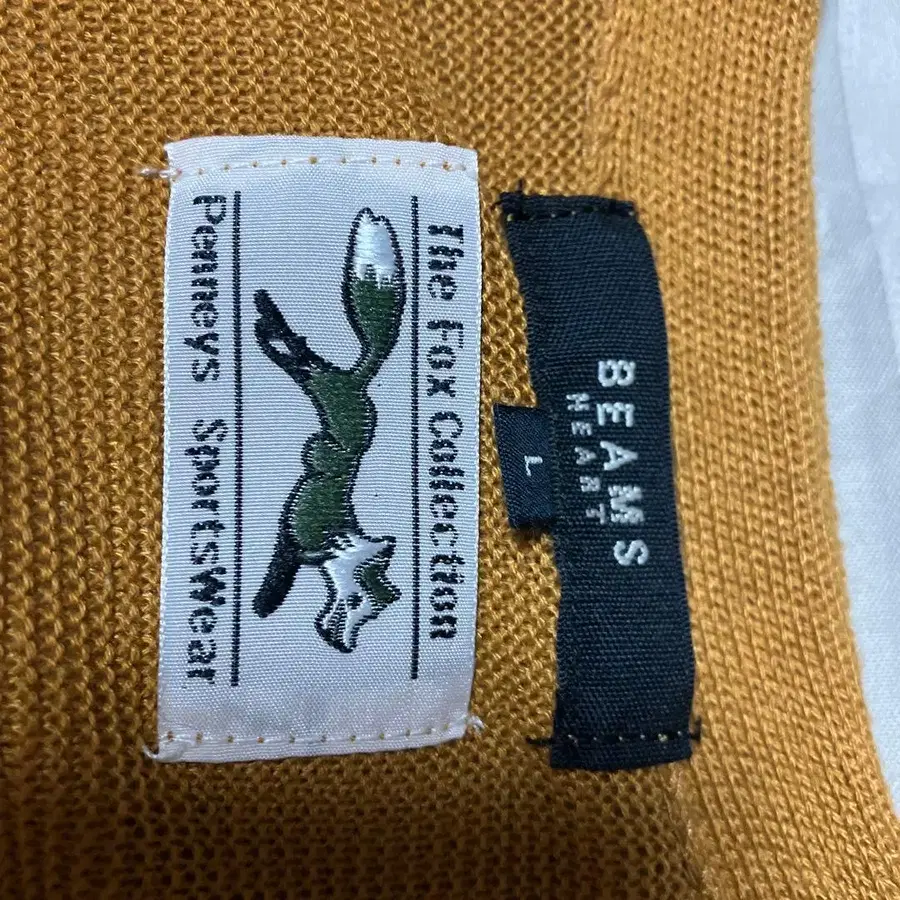 The Fox Collection
Penneys SportsWear
BEAMS
HEART
L